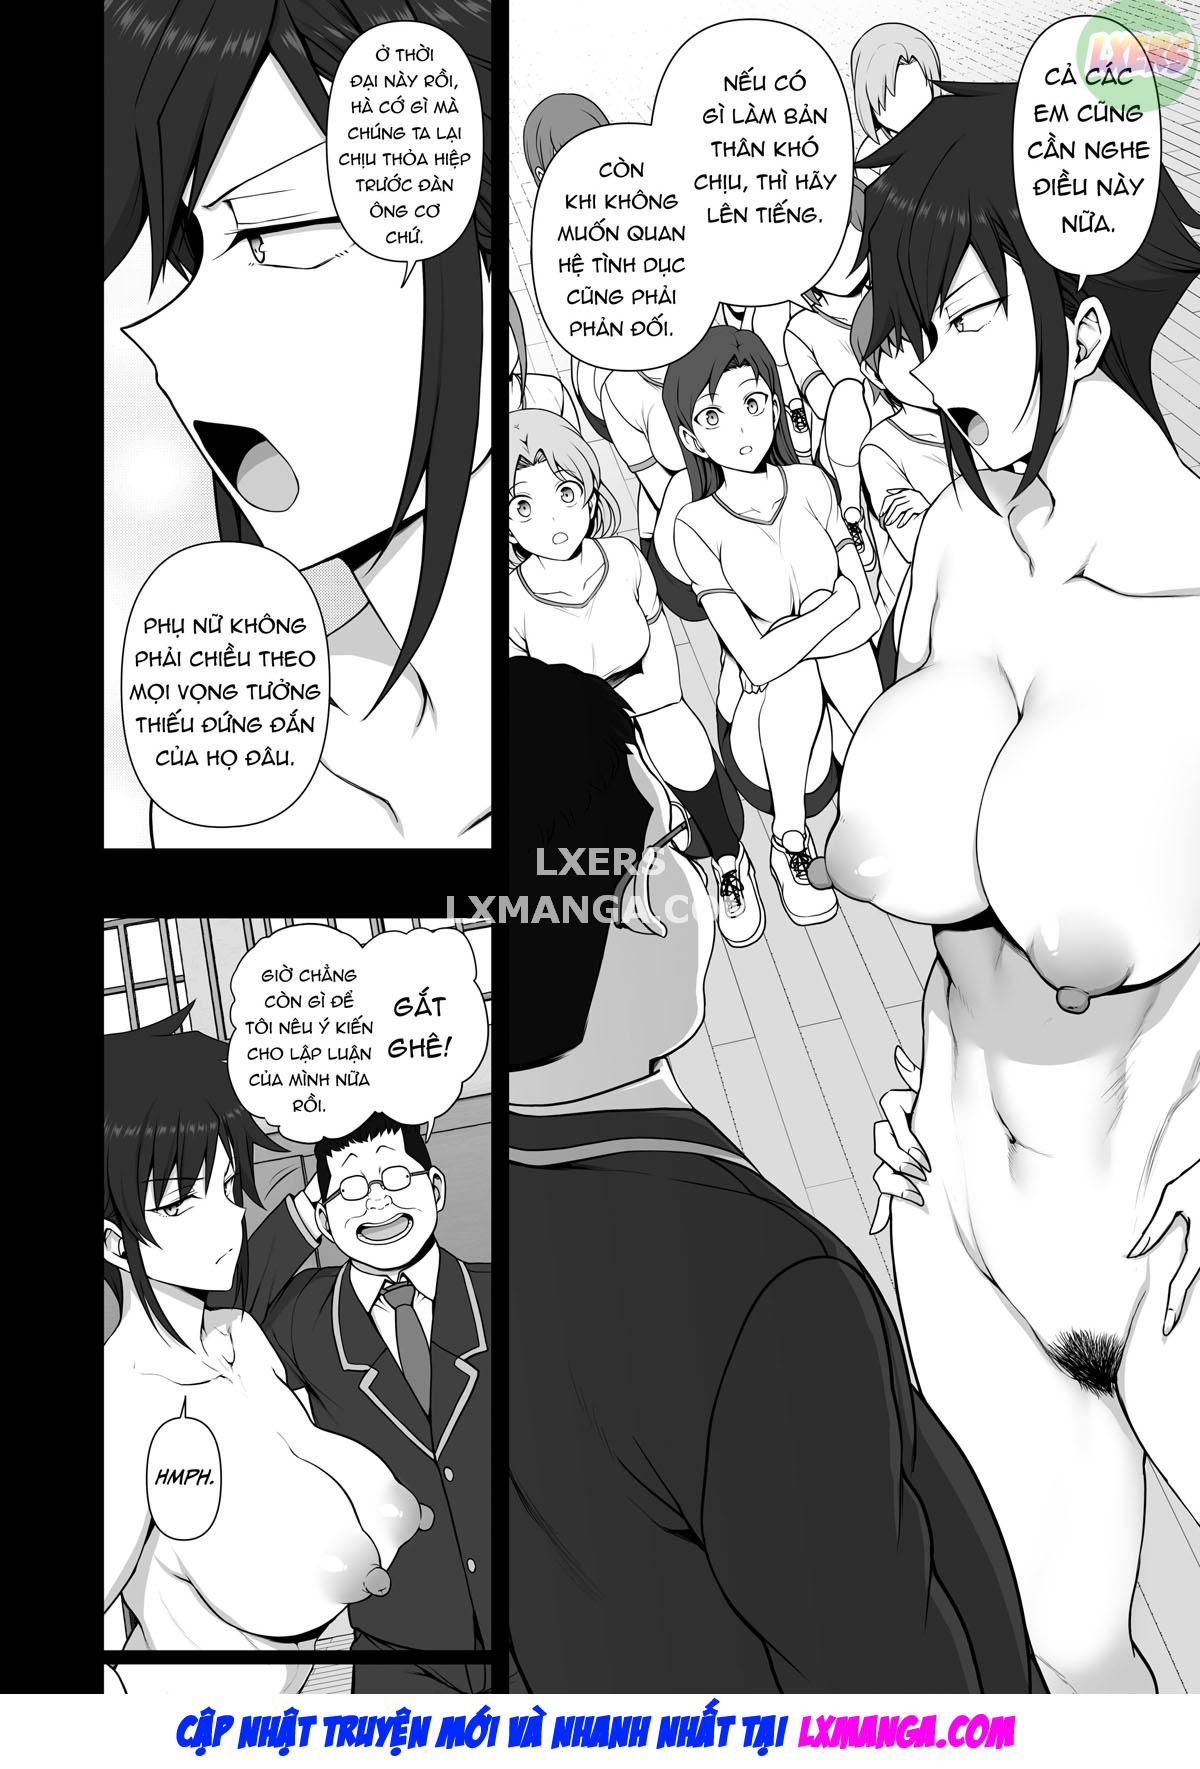 LXERS
CẢ CÁC
EM CŨNG
CẦN NGHE
ĐIỀU NÀY
NỮA.
NẾU CÓ
GÌ LÀM BẢN
THÂN KHÓ
CHỊU, THÌ HÃY
LÊN TIẾNG.
CÒN
KHI KHÔNG
MUỐN QUAN
HỆ TÌNH DỤC
CŨNG PHẢI
PHẢN ĐỐI.
Ở THỜI
ĐẠI NÀY RỒI,
HÀ CỚ GÌ MÀ
CHÚNG TA LẠI
CHỊU THỎA HIỆP
TRƯỚC ĐÀN
ÔNG CƠ
CHỨ.
PHỤ NỮ KHÔNG
PHẢI CHIỀU THEO
MỌI VỌNG TƯỞNG
THIẾU ĐỨNG ĐẮN
CỦA HỌ ĐÂU.
LXERS
LXMANGA.COM
GẮT
GHÊ!
GIỜ CHẲNG
CÒN GÌ ĐỂ
TÔI NÊU Ý KIẾN
CHO LẬP LUẬN
CỦA MÌNH NỮA
RỒI.
HMPH.
CẬP NHẬT TRUYỆN MỚI VÀ NHANH NHẤT TẠI LXMANGA.COM